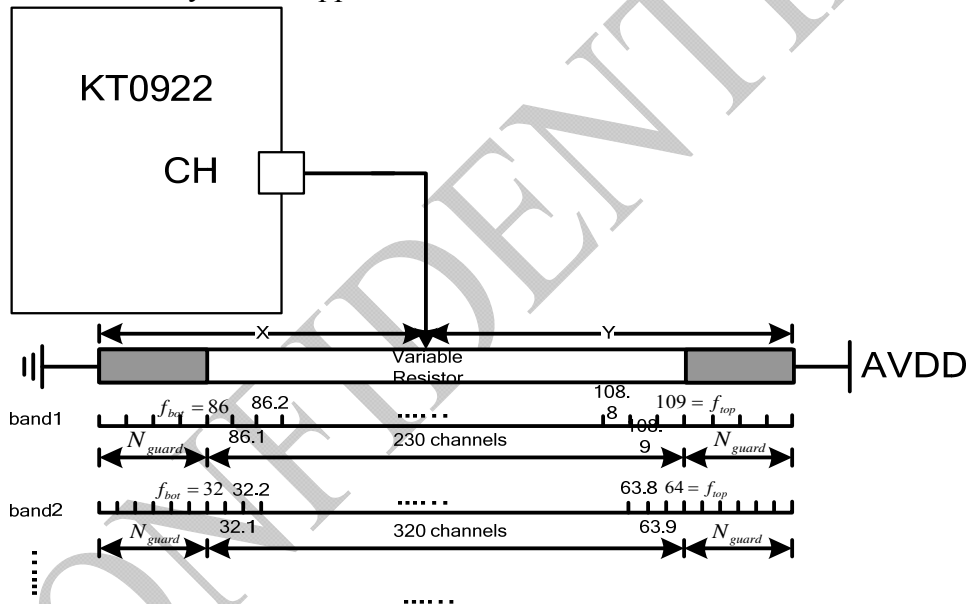 KT0922
CH
X Y
Variable
Resistor
AVDD
band1
f_bot = 86 86.2 ...... 108.
8 109 = f_top
N_guard 86.1 230 channels 108.
9 N_guard
band2
f_bot = 32 32.2 ...... 63.8 64 = f_top
N_guard 32.1 320 channels 63.9 N_guard
......
CONFIDENTI